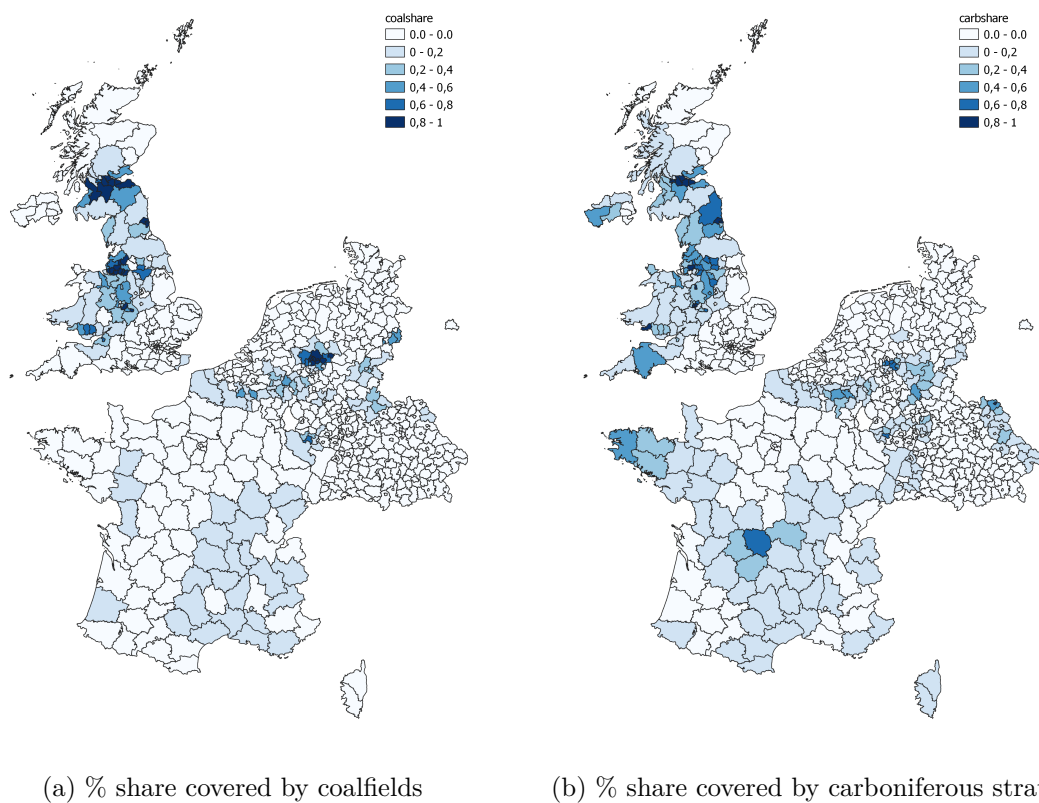 coalshare
0.0 - 0.0
0 - 0,2
0,2 - 0,4
0,4 - 0,6
0,6 - 0,8
0,8 - 1
carbshare
0.0 - 0.0
0 - 0,2
0,2 - 0,4
0,4 - 0,6
0,6 - 0,8
0,8 - 1
(a) % share covered by coalfields
(b) % share covered by carboniferous stra